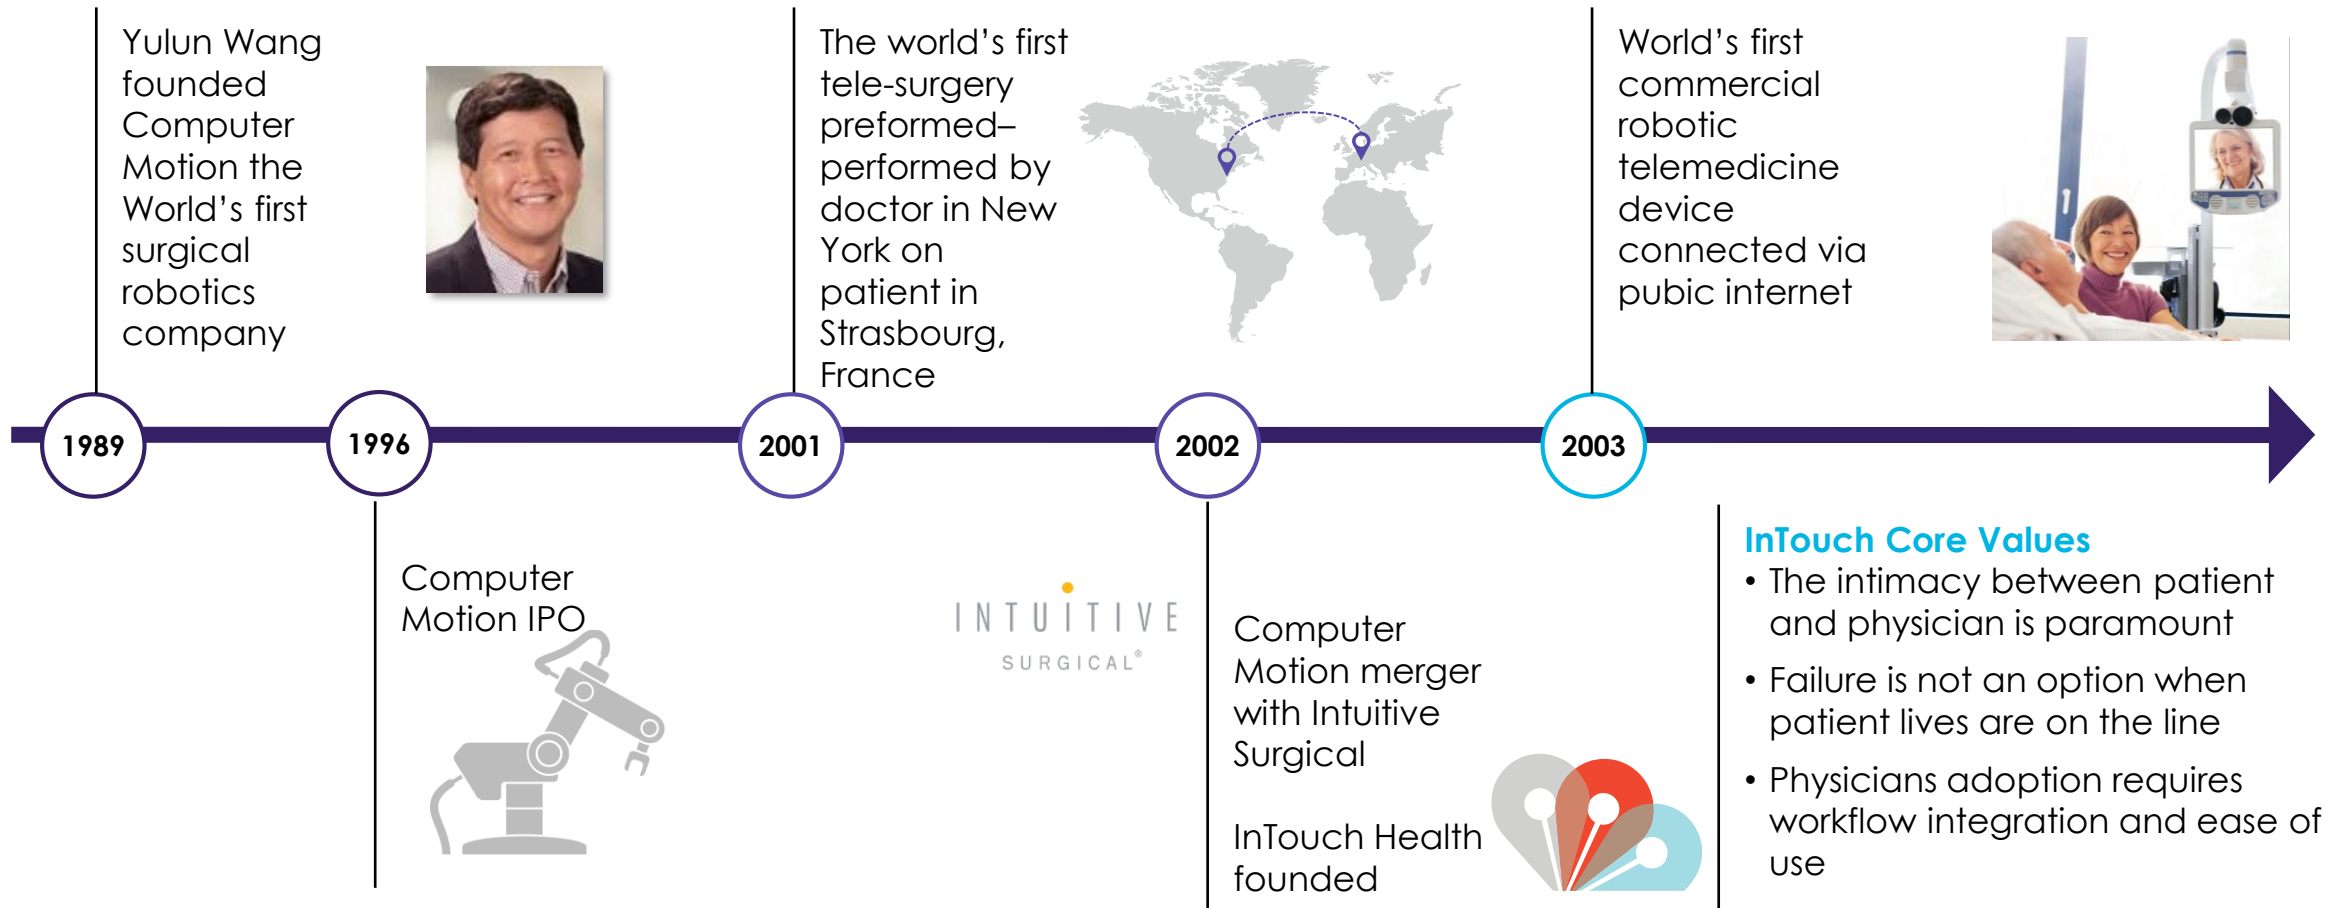 Yulun Wang
founded
Computer
Motion the
World’s first
surgical
robotics
company
The world’s first
tele-surgery
preformed–
performed by
doctor in New
York on
patient in
Strasbourg,
France
World’s first
commercial
robotic
telemedicine
device
connected via
pubic internet
1989
1996
2001
2002
2003
Computer
Motion IPO
INTUITIVE
SURGICAL®
Computer
Motion merger
with Intuitive
Surgical
InTouch Health
founded
InTouch Core Values
• The intimacy between patient
and physician is paramount
• Failure is not an option when
patient lives are on the line
• Physicians adoption requires
workflow integration and ease of
use